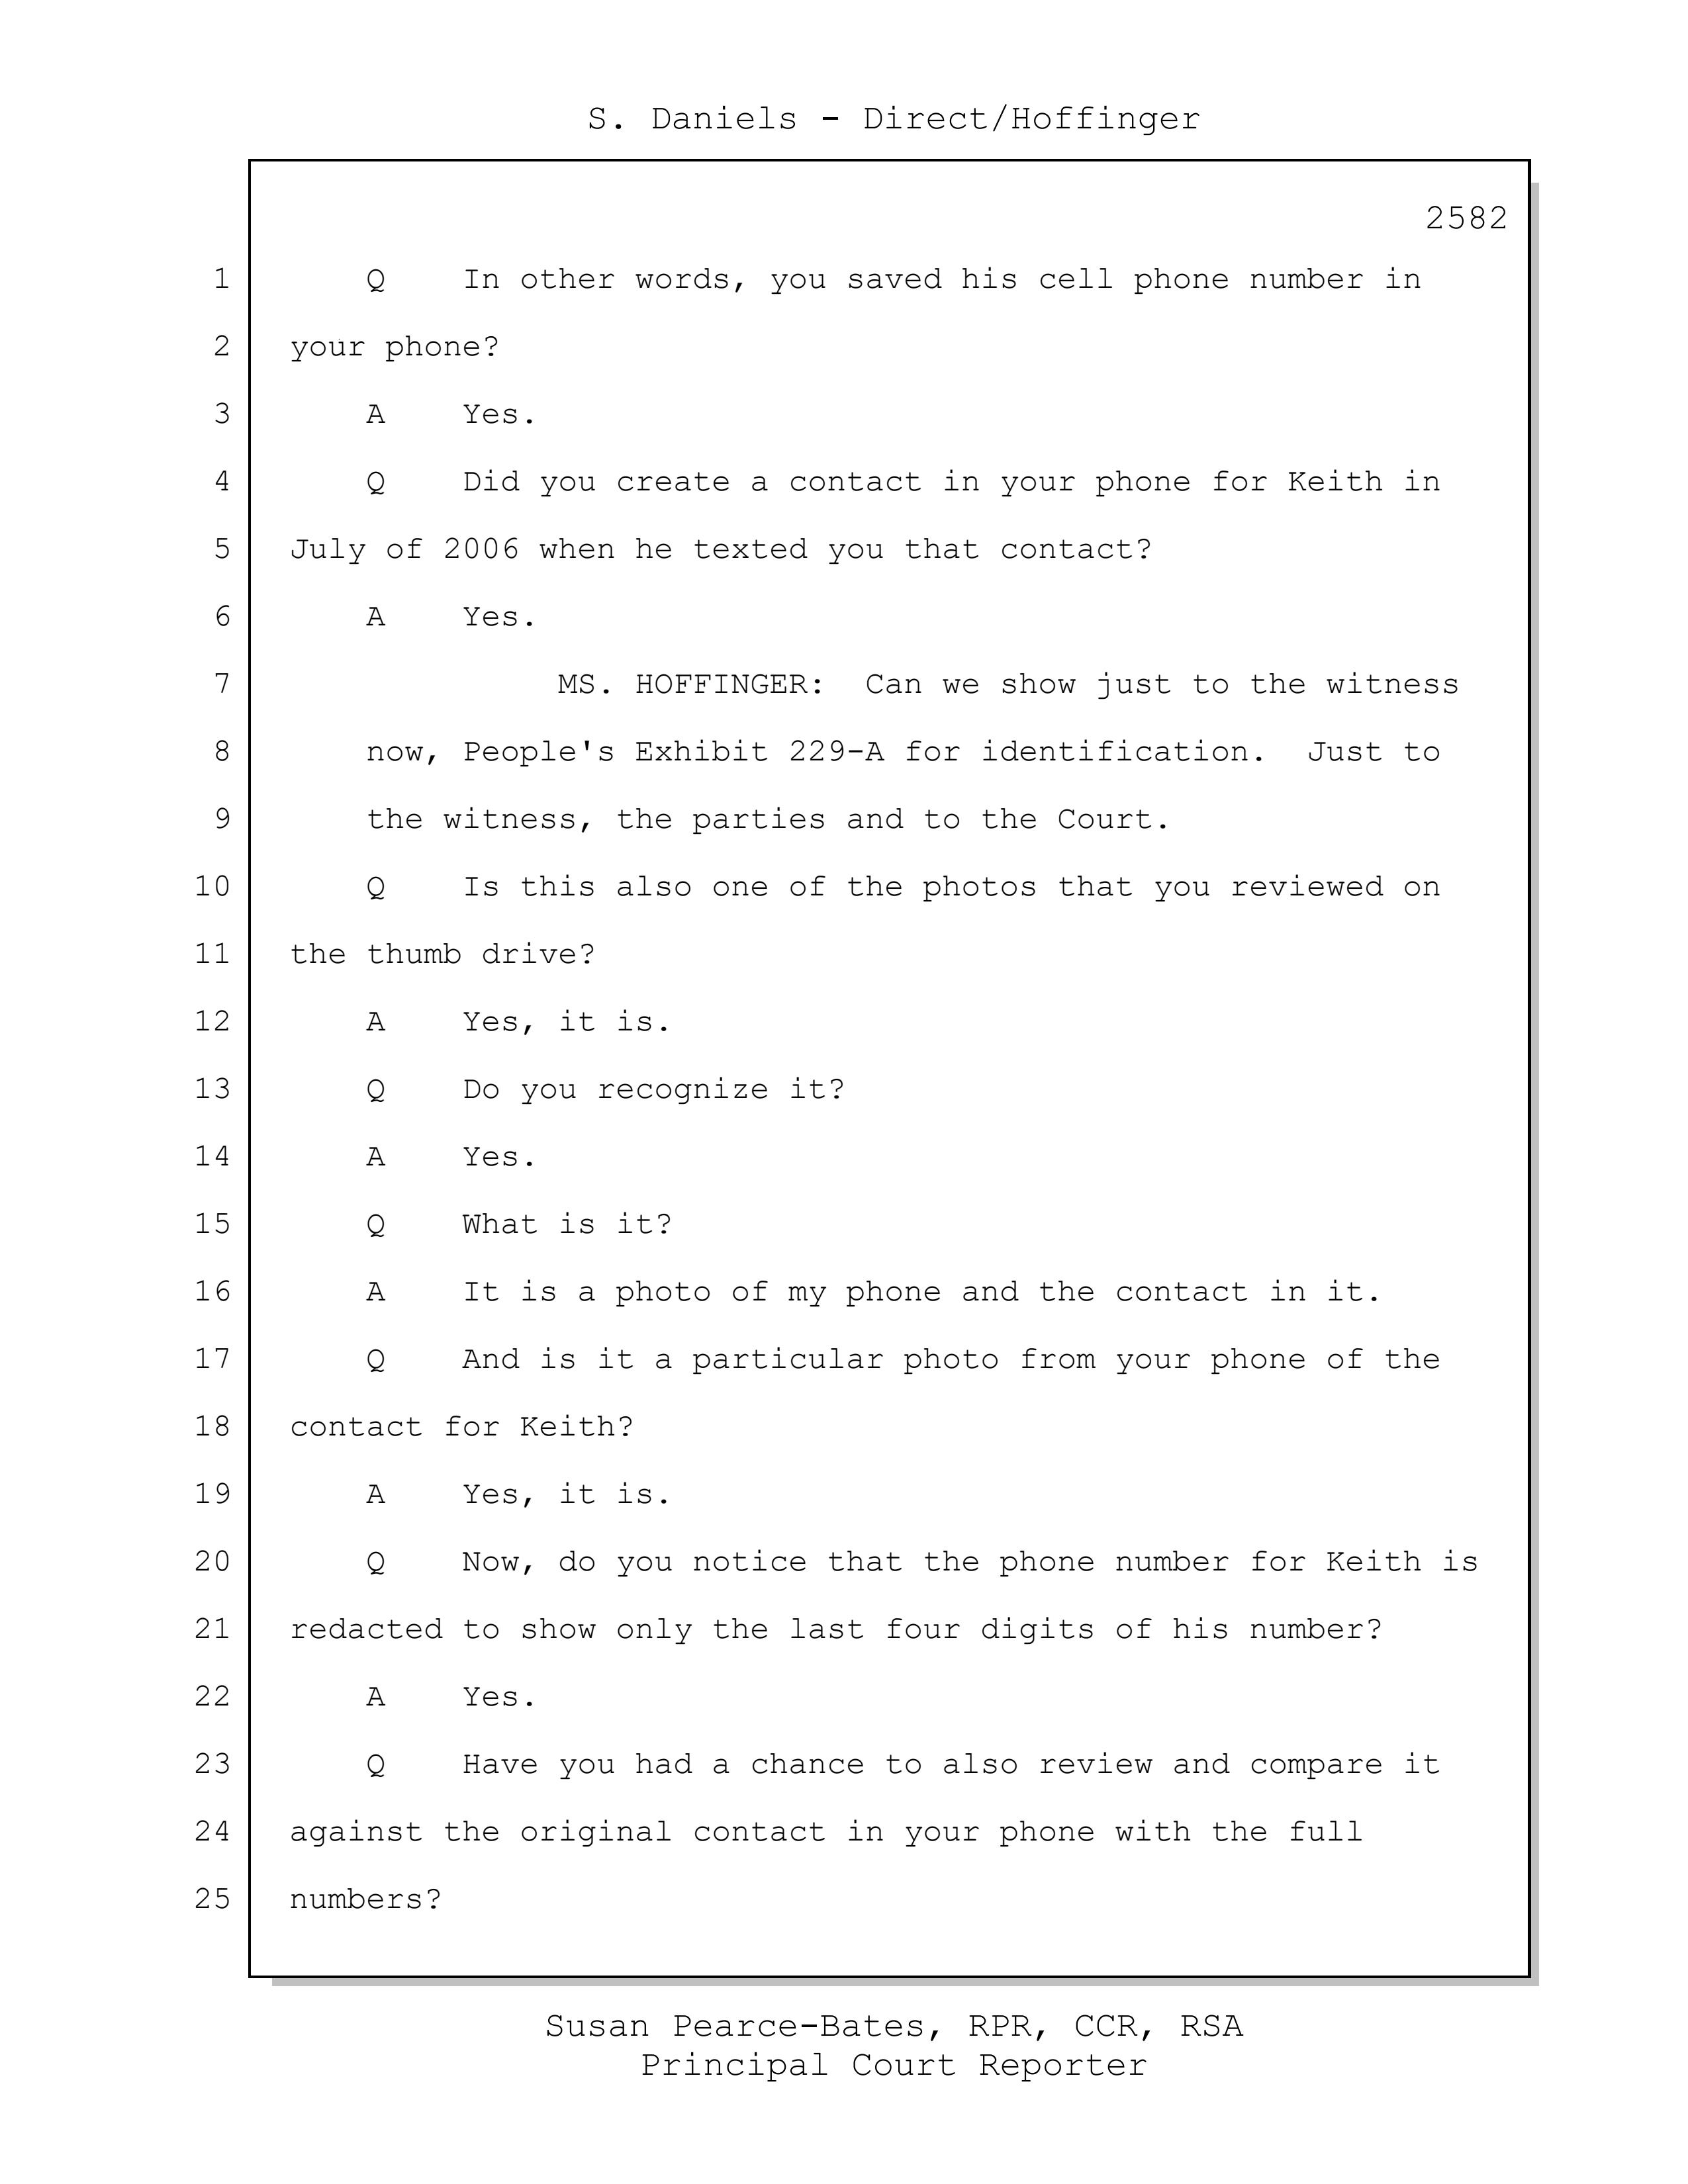 S. Daniels - Direct/Hoffinger
2582
1 Q In other words, you saved his cell phone number in
2 your phone?
3 A Yes.
4 Q Did you create a contact in your phone for Keith in
5 July of 2006 when he texted you that contact?
6 A Yes.
7 MS. HOFFINGER: Can we show just to the witness
8 now, People's Exhibit 229-A for identification. Just to
9 the witness, the parties and to the Court.
10 Q Is this also one of the photos that you reviewed on
11 the thumb drive?
12 A Yes, it is.
13 Q Do you recognize it?
14 A Yes.
15 Q What is it?
16 A It is a photo of my phone and the contact in it.
17 Q And is it a particular photo from your phone of the
18 contact for Keith?
19 A Yes, it is.
20 Q Now, do you notice that the phone number for Keith is
21 redacted to show only the last four digits of his number?
22 A Yes.
23 Q Have you had a chance to also review and compare it
24 against the original contact in your phone with the full
25 numbers?
Susan Pearce-Bates, RPR, CCR, RSA
Principal Court Reporter